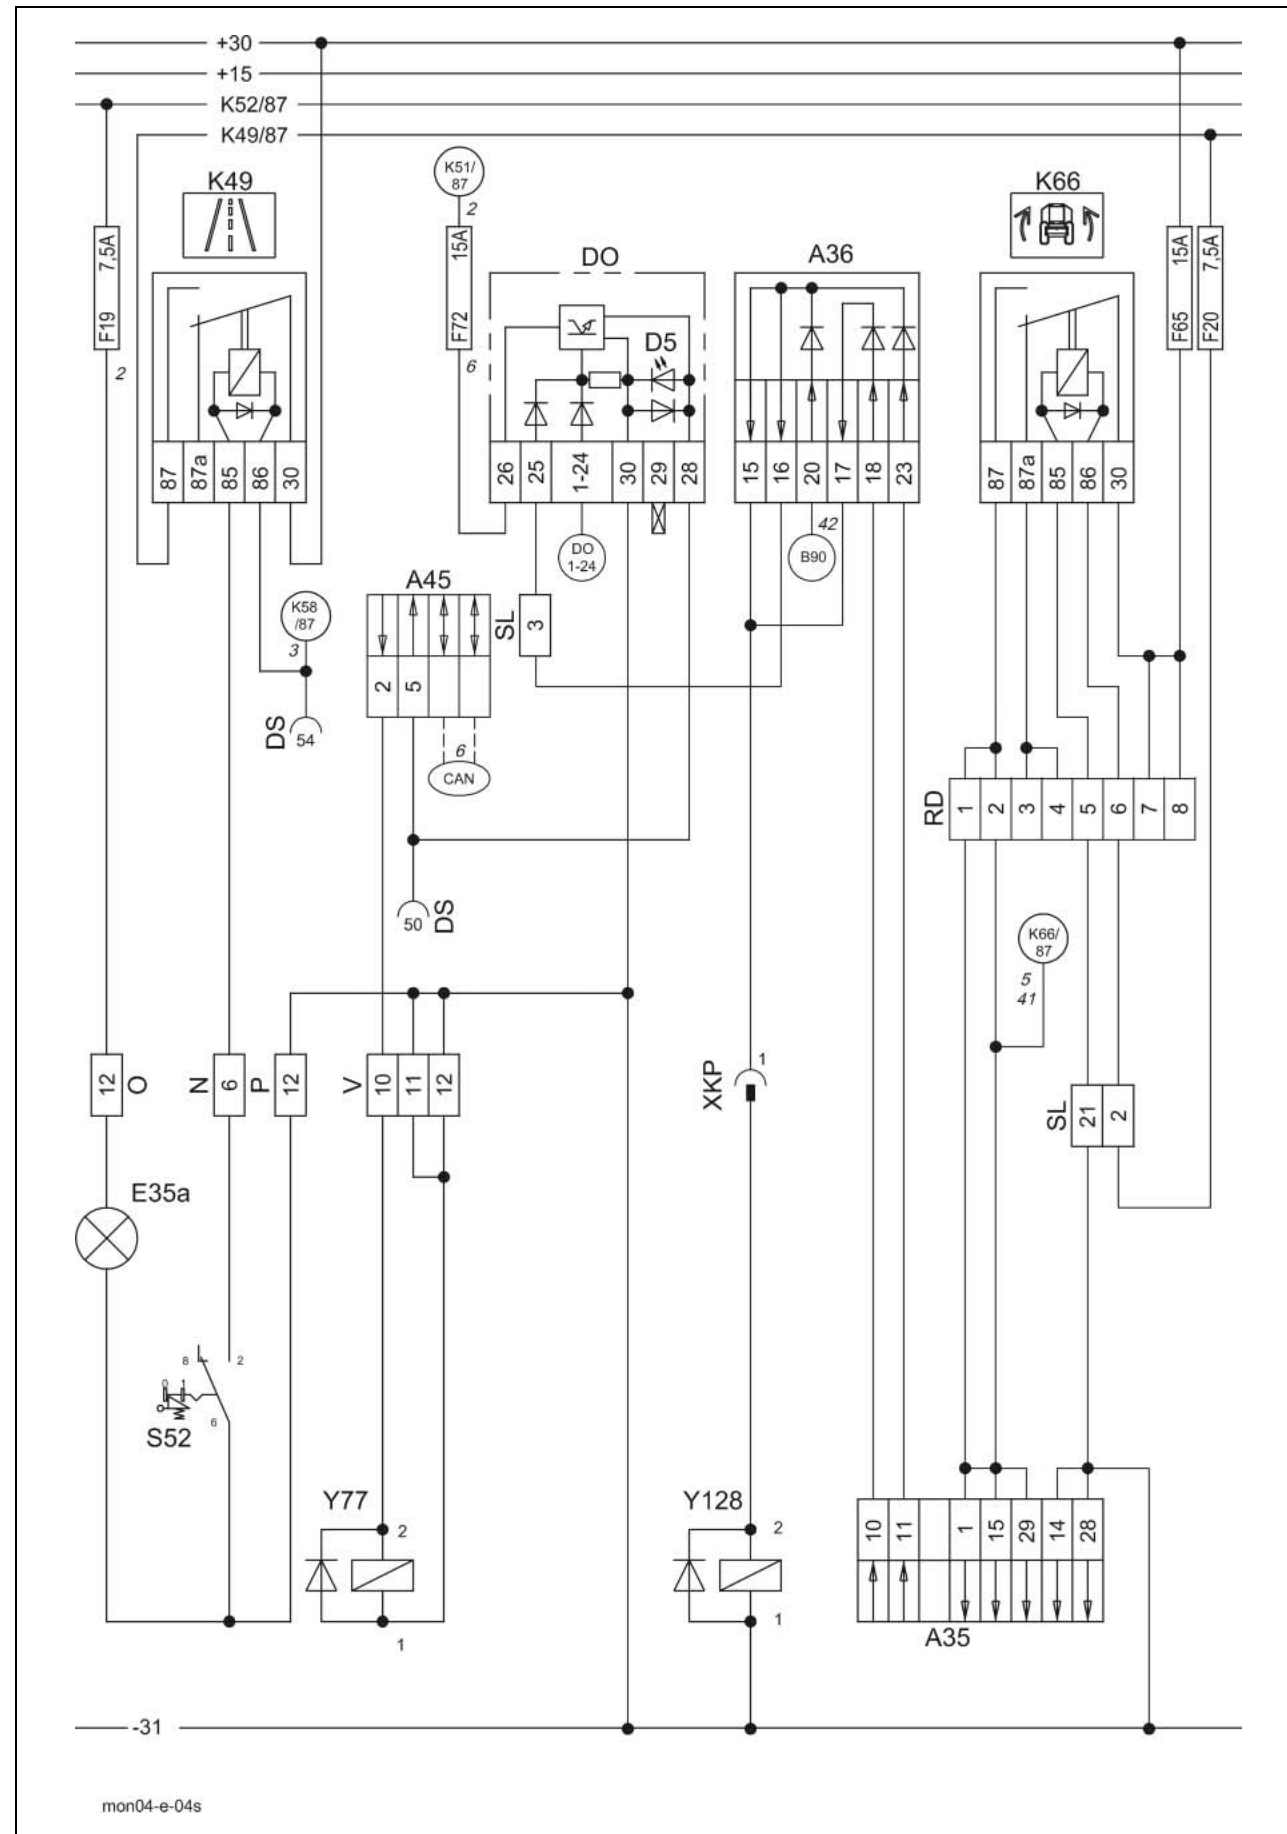 +30
+15
K52/87
K49/87
K49
K51/
87
2
K66
F19 7,5A
2
F72 15A
6
DO
D5
A36
F65 15A
F20 7,5A
87
87a
85
86
30
26
25
1-24
30
29
28
15
16
20
17
18
23
87
87a
85
86
30
42
DO
1-24
B90
A45
K58
/87
3
SL
3
2
5
DS
54
6
CAN
RD
1
2
3
4
5
6
7
8
50
DS
K66/
87
5
41
12
O
N
6
P
12
V
10
11
12
XKP
1
SL
21
2
E35a
8
2
0
1
6
S52
Y77
2
1
Y128
2
1
10
11
1
15
29
14
28
A35
-31
mon04-e-04s